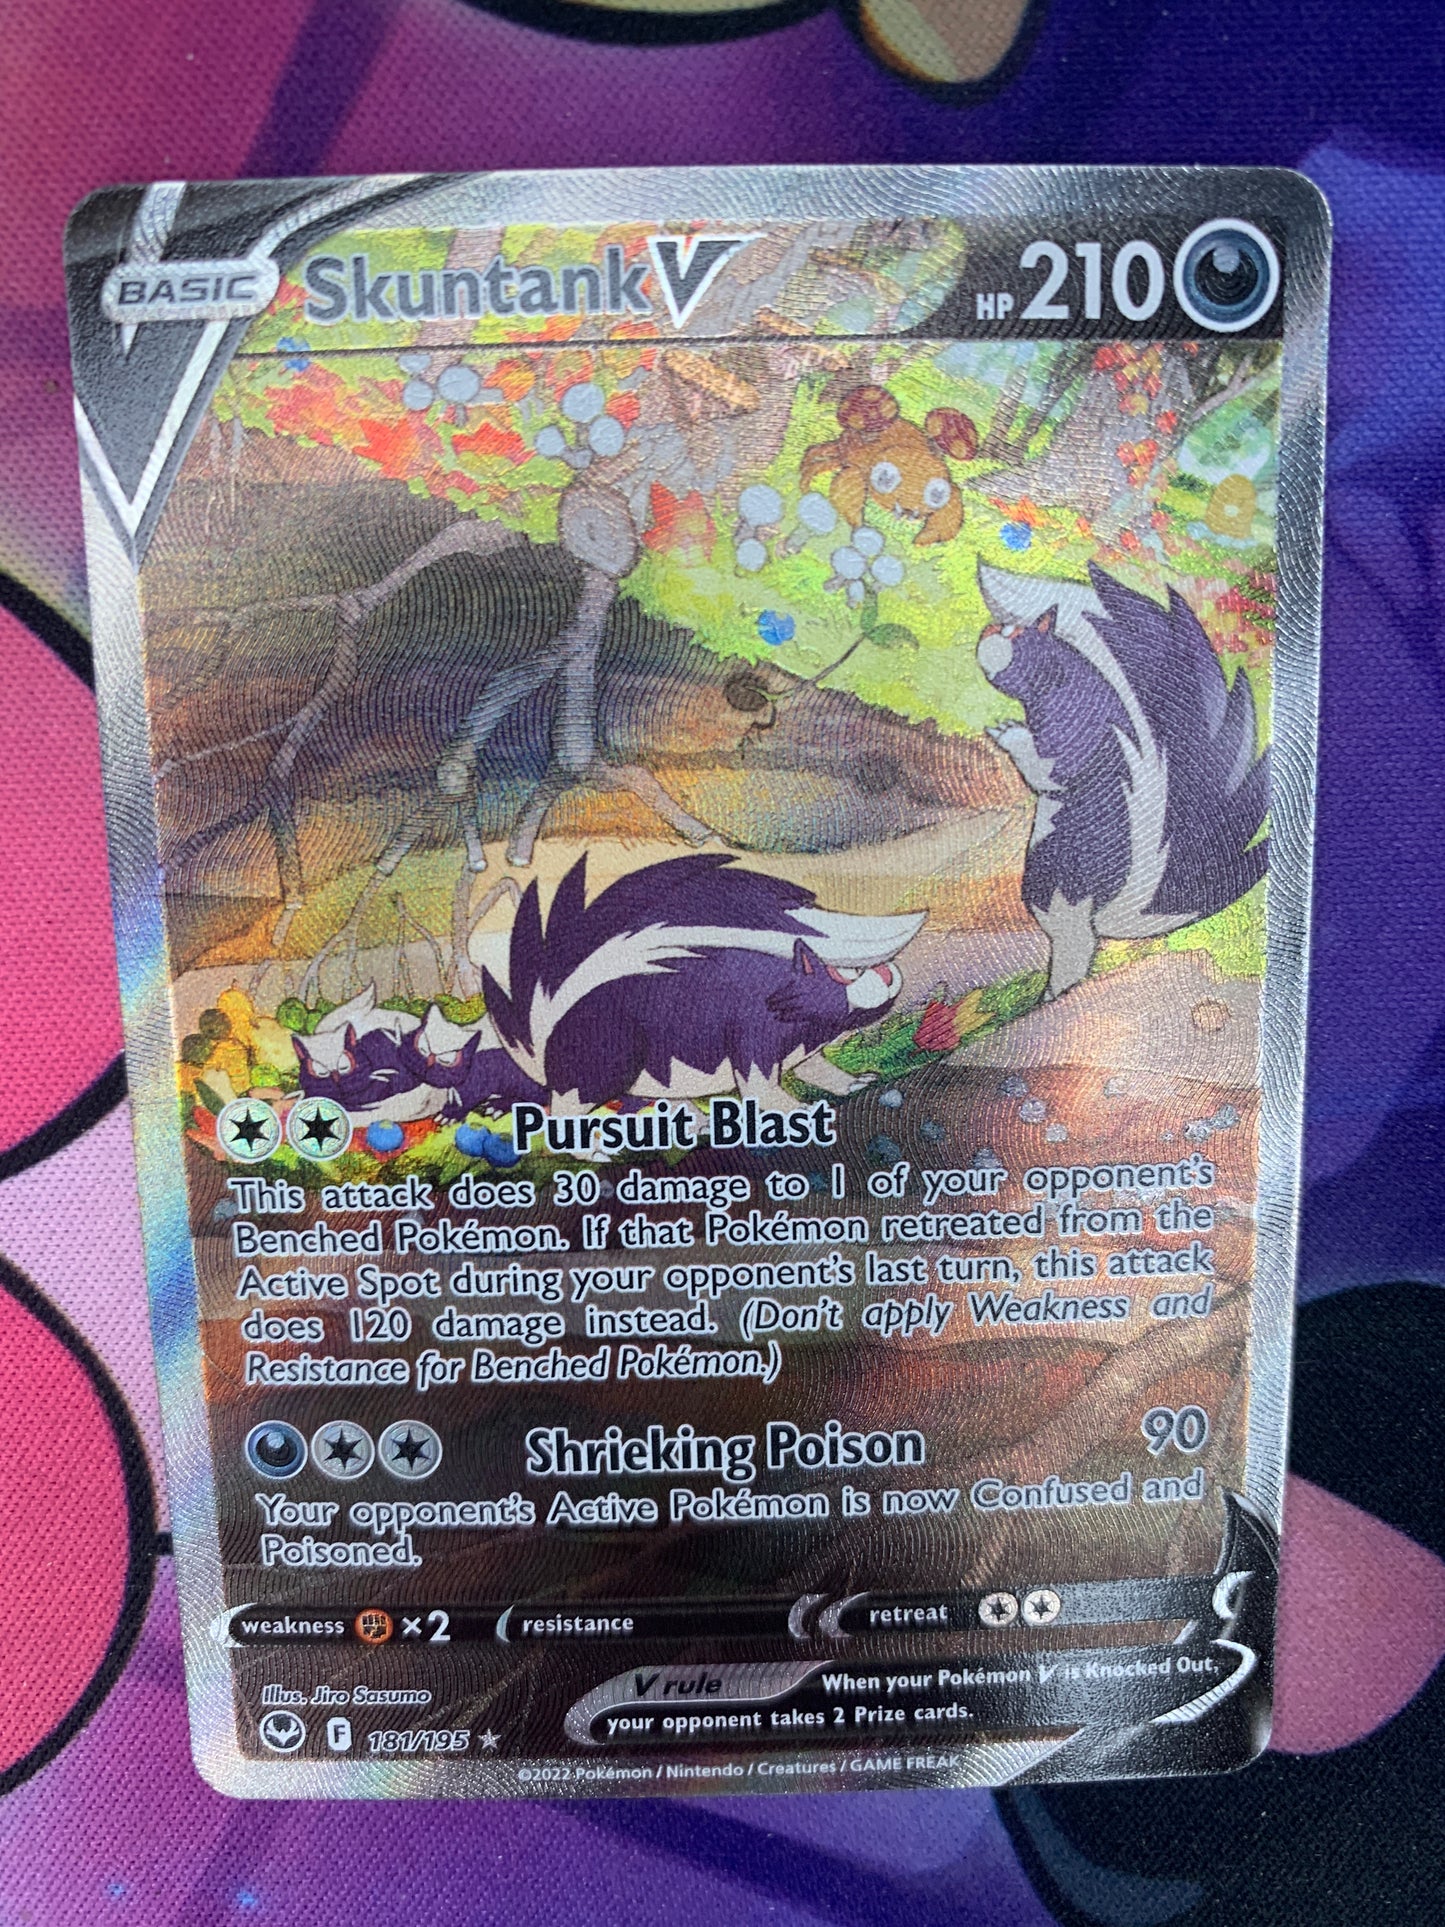 BASIC Skuntank V HP 210
Pursuit Blast
This attack does 30 damage to 1 of your opponent's
Benched Pokémon. If that Pokémon retreated from the
Active Spot during your opponent's last turn, this attack
does 120 damage instead. (Don't apply Weakness and
Resistance for Benched Pokémon.)
Shrieking Poison 90
Your opponent's Active Pokémon is now Confused and
Poisoned.
weakness ×2 resistance retreat
V rule When your Pokémon V is Knocked Out,
your opponent takes 2 Prize cards.
Illus. Jiro Sasumo
F 181/195
©2022 Pokémon / Nintendo / Creatures / GAME FREAK